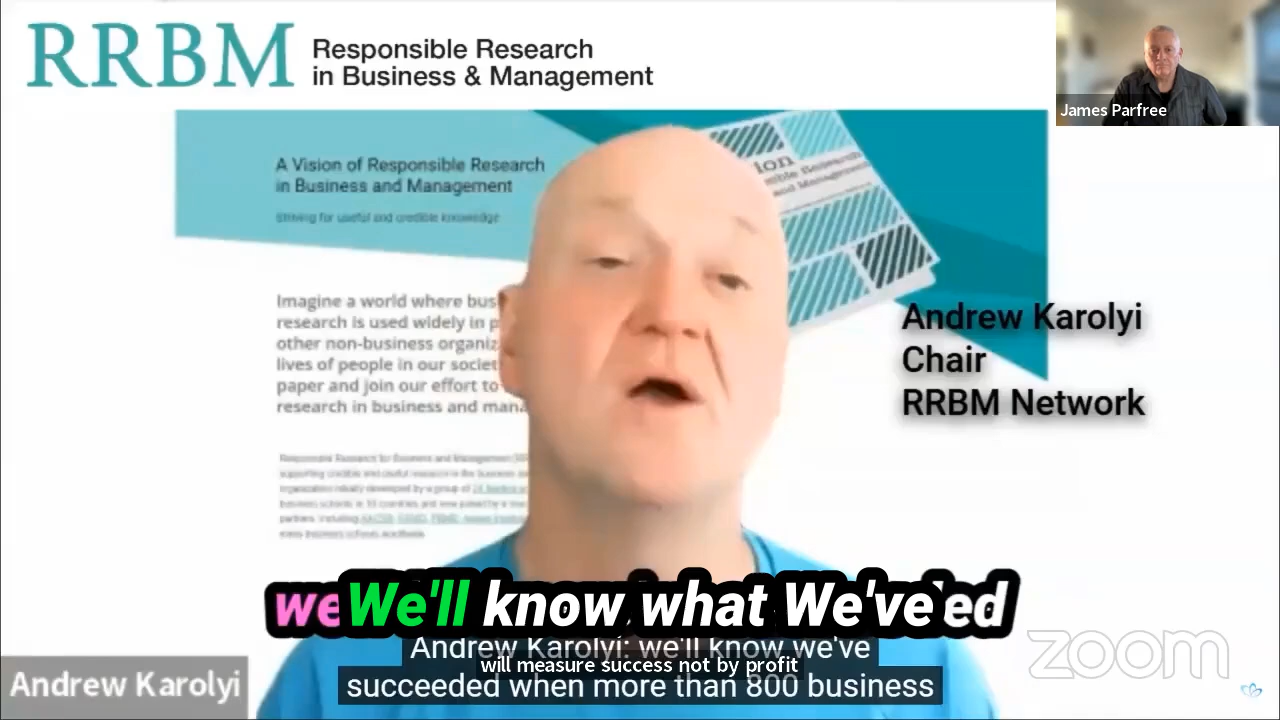 RRBM
Responsible Research
in Business & Management
James Parfree
A Vision of Responsible Research
in Business and Management
Striving for useful and credible knowledge
Imagine a world where bus
research is used widely in p
other non-business organiz
lives of people in our societ
paper and join our effort to
research in business and mana
Andrew Karolyi
Chair
RRBM Network
we We'll know what We've ed
Andrew Karolyi: we'll know we've
will measure success not by profit
succeeded when more than 800 business
Andrew Karolyi
zoom